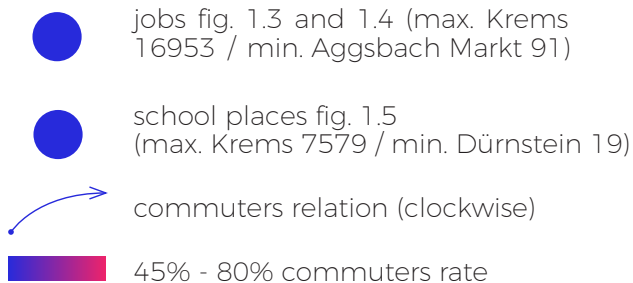 jobs fig. 1.3 and 1.4 (max. Krems
16953 / min. Aggsbach Markt 91)
school places fig. 1.5
(max. Krems 7579 / min. Dürnstein 19)
commuters relation (clockwise)
45% - 80% commuters rate